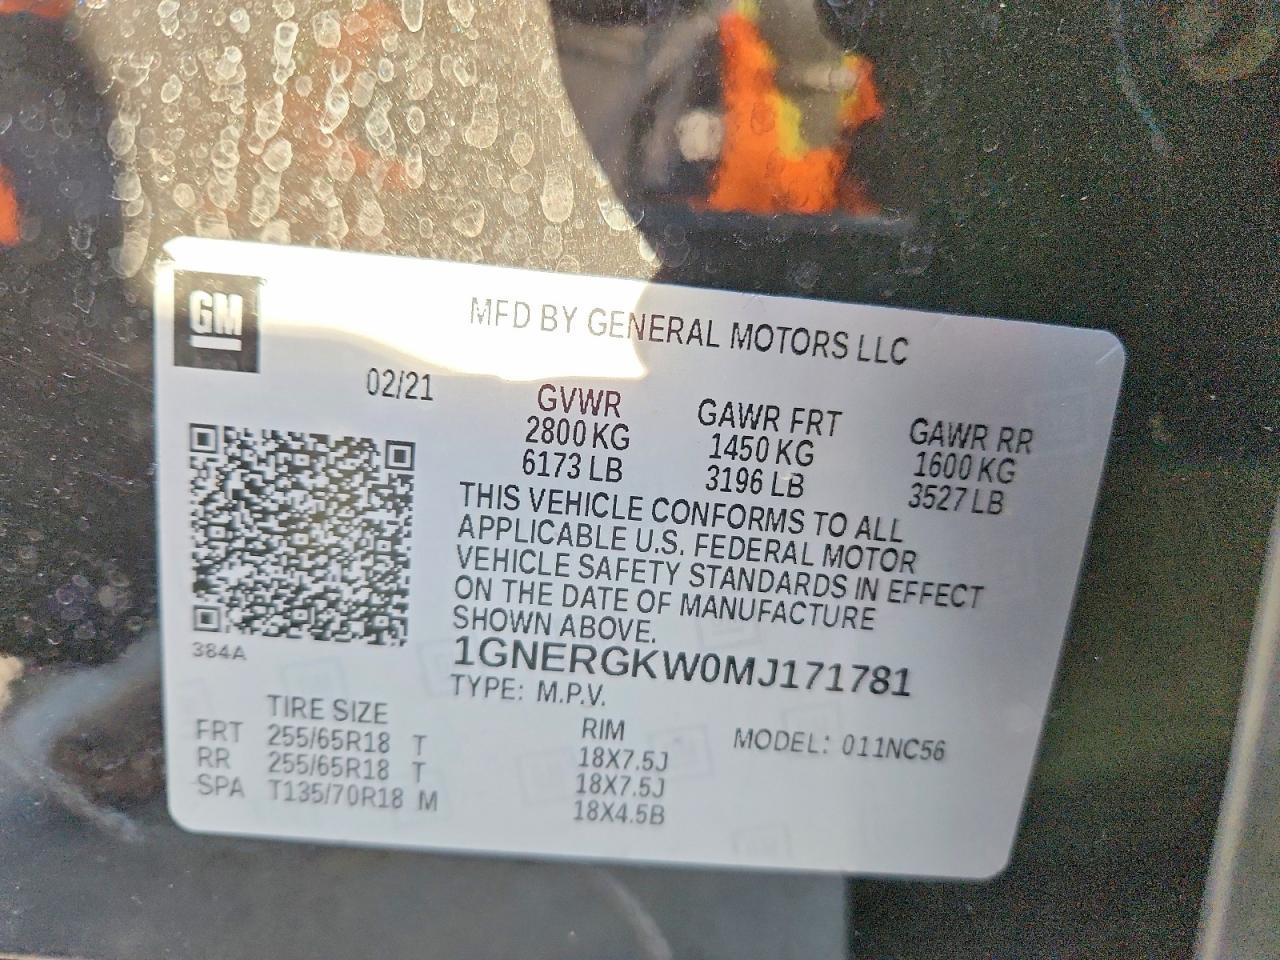 GM
MFD BY GENERAL MOTORS LLC
02/21
GVWR GAWR FRT GAWR RR
2800 KG 1450 KG 1600 KG
6173 LB 3196 LB 3527 LB
THIS VEHICLE CONFORMS TO ALL
APPLICABLE U.S. FEDERAL MOTOR
VEHICLE SAFETY STANDARDS IN EFFECT
ON THE DATE OF MANUFACTURE
SHOWN ABOVE.
384A
1GNERGKW0MJ171781
TYPE: M.P.V.
TIRE SIZE RIM MODEL: 011NC56
FRT 255/65R18 T 18X7.5J
RR 255/65R18 T 18X7.5J
SPA T135/70R18 M 18X4.5B